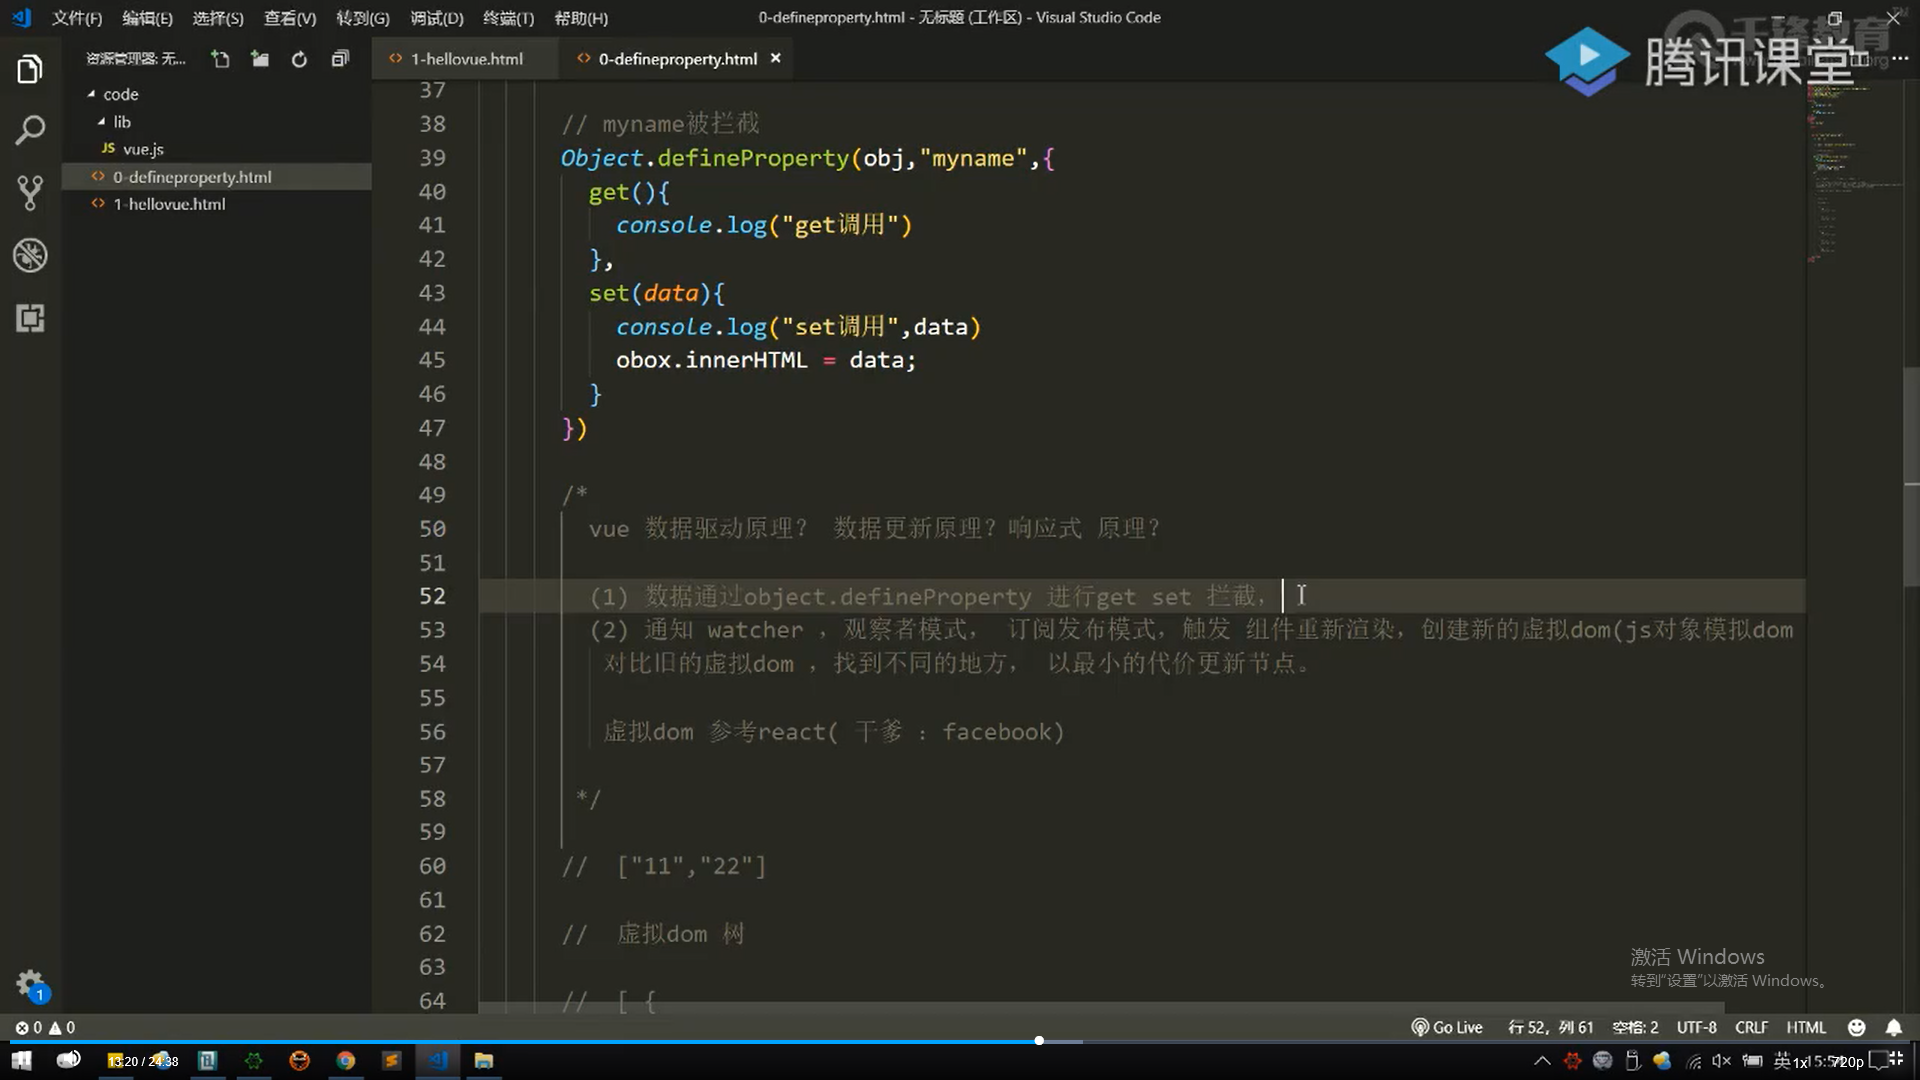 文件(F) 编辑(E) 选择(S) 查看(V) 转到(G) 调试(D) 终端(T) 帮助(H)
0-defineproperty.html - 无标题 (工作区) - Visual Studio Code
资源管理器: 无...
1-hellovue.html
0-defineproperty.html
腾讯课堂
code
lib
JS vue.js
0-defineproperty.html
1-hellovue.html
37
38 // myname被拦截
39 Object.defineProperty(obj,"myname",{
40 get(){
41 console.log("get调用")
42 },
43 set(data){
44 console.log("set调用",data)
45 obox.innerHTML = data;
46 }
47 })
48
49 /*
50 vue 数据驱动原理？ 数据更新原理？响应式 原理？
51
52 (1) 数据通过object.defineProperty 进行get set 拦截，
53 (2) 通知 watcher ，观察者模式， 订阅发布模式，触发 组件重新渲染，创建新的虚拟dom(js对象模拟dom
54 对比旧的虚拟dom ，找到不同的地方， 以最小的代价更新节点。
55
56 虚拟dom 参考react( 干爹 ：facebook)
57
58 */
59
60 // ["11","22"]
61
62 // 虚拟dom 树
63
64 // [ {
激活 Windows
转到“设置”以激活 Windows。
1
0 0
Go Live 行 52，列 61 空格: 2 UTF-8 CRLF HTML
13:20 / 24:38
英 1x 720p